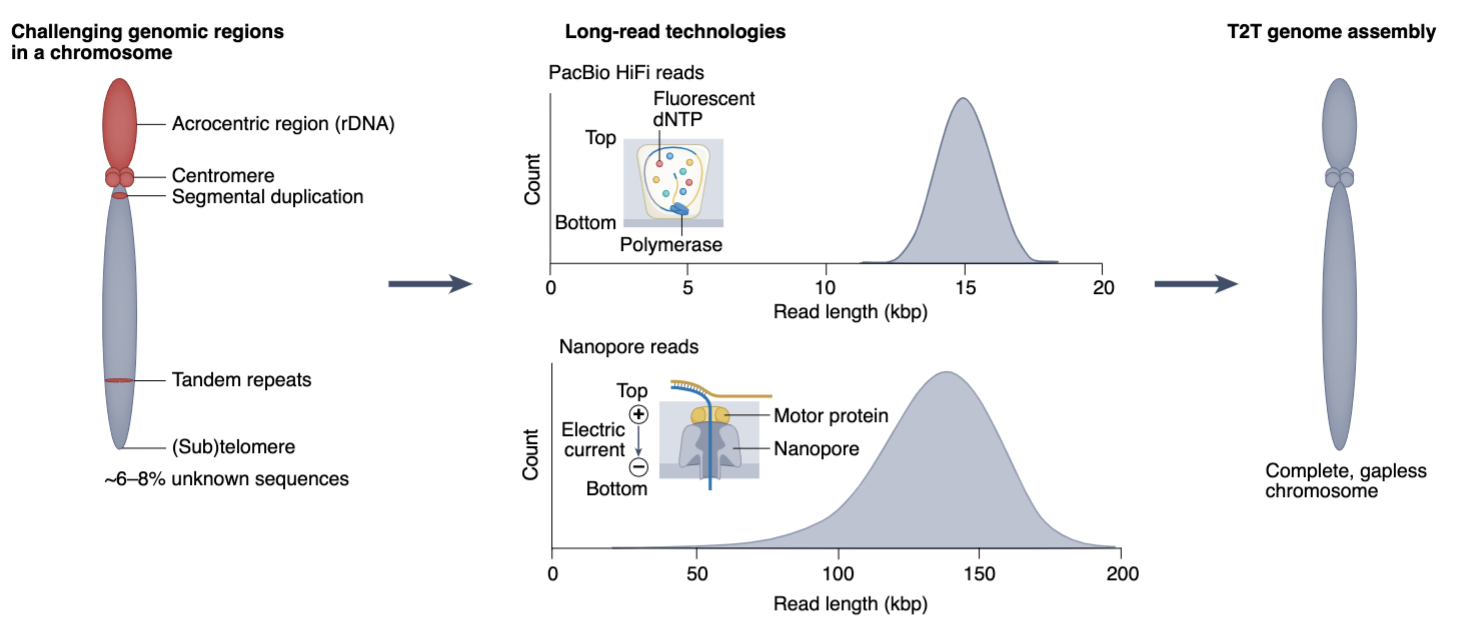 Challenging genomic regions
in a chromosome
Acrocentric region (rDNA)
Centromere
Segmental duplication
Tandem repeats
(Sub)telomere
~6–8% unknown sequences
Long-read technologies
PacBio HiFi reads
Fluorescent
dNTP
Top
Bottom
Polymerase
Count
0 5 10 15 20
Read length (kbp)
Nanopore reads
Top
+
Electric
current
−
Bottom
Motor protein
Nanopore
Count
0 50 100 150 200
Read length (kbp)
T2T genome assembly
Complete, gapless
chromosome